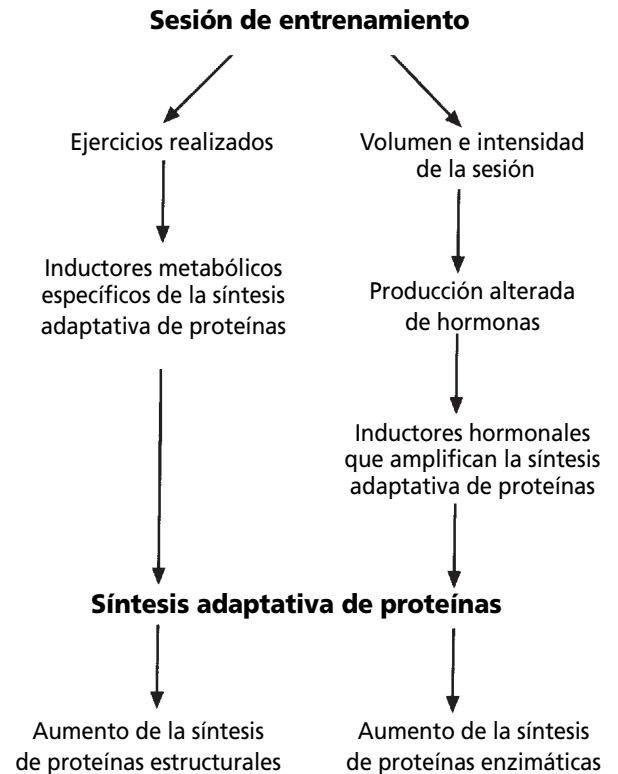 Sesión de entrenamiento
Ejercicios realizados
Volumen e intensidad
de la sesión
Inductores metabólicos
específicos de la síntesis
adaptativa de proteínas
Producción alterada
de hormonas
Inductores hormonales
que amplifican la síntesis
adaptativa de proteínas
Síntesis adaptativa de proteínas
Aumento de la síntesis
de proteínas estructurales
Aumento de la síntesis
de proteínas enzimáticas